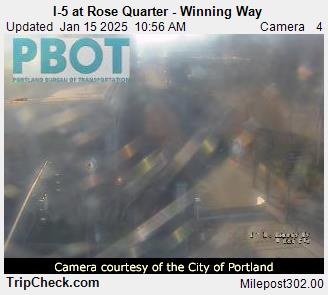 I-5 at Rose Quarter - Winning Way
Updated Jan 15 2025 10:56 AM Camera 4
PBOT
PORTLAND BUREAU OF TRANSPORTATION
Camera courtesy of the City of Portland
TripCheck.com Milepost302.00